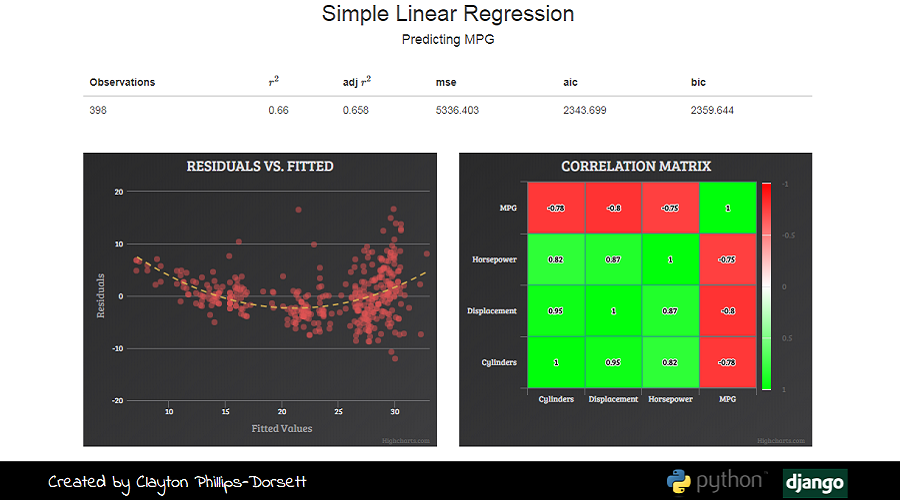 Simple Linear Regression
Predicting MPG
Observations r² adj r² mse aic bic
398 0.66 0.658 5336.403 2343.699 2359.644
RESIDUALS VS. FITTED
20
10
0
-10
-20
Residuals
10 15 20 25 30
Fitted Values
Highcharts.com
CORRELATION MATRIX
MPG -0.78 -0.8 -0.75 1
Horsepower 0.82 0.87 1 -0.75
Displacement 0.95 1 0.87 -0.8
Cylinders 1 0.95 0.82 -0.78
Cylinders Displacement Horsepower MPG
-1
-0.5
0
0.5
1
Highcharts.com
Created by Clayton Phillips-Dorsett
python™
django